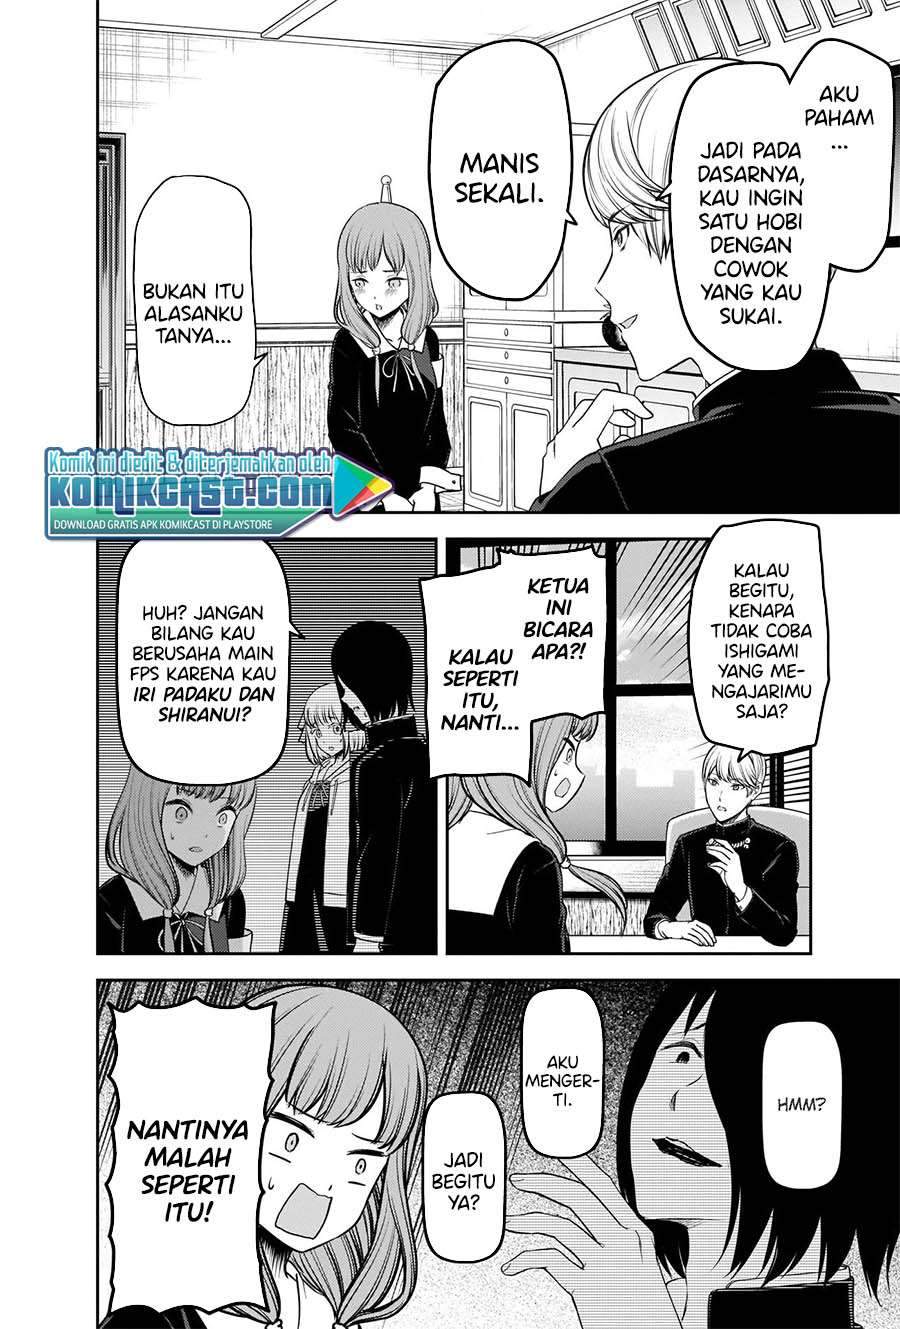 AKU
PAHAM
...
JADI PADA
DASARNYA,
KAU INGIN
SATU HOBI
DENGAN
COWOK
YANG KAU
SUKAI.
MANIS
SEKALI.
BUKAN ITU
ALASANKU
TANYA...
Komik ini diedit & diterjemahkan oleh
KOMIKCAST.COM
DOWNLOAD GRATIS APK KOMIKCAST DI PLAYSTORE
KALAU
BEGITU,
KENAPA
TIDAK COBA
ISHIGAMI
YANG ME-
NGAJARIMU
SAJA?
KETUA
INI
BICARA
APA?!
KALAU
SEPERTI
ITU,
NANTI...
HUH? JANGAN
BILANG KAU
BERUSAHA MAIN
FPS KARENA KAU
IRI PADAKU DAN
SHIRANUI?
HMM?
AKU
MENGER-
TI.
JADI
BEGITU
YA?
NANTINYA
MALAH
SEPERTI
ITU!